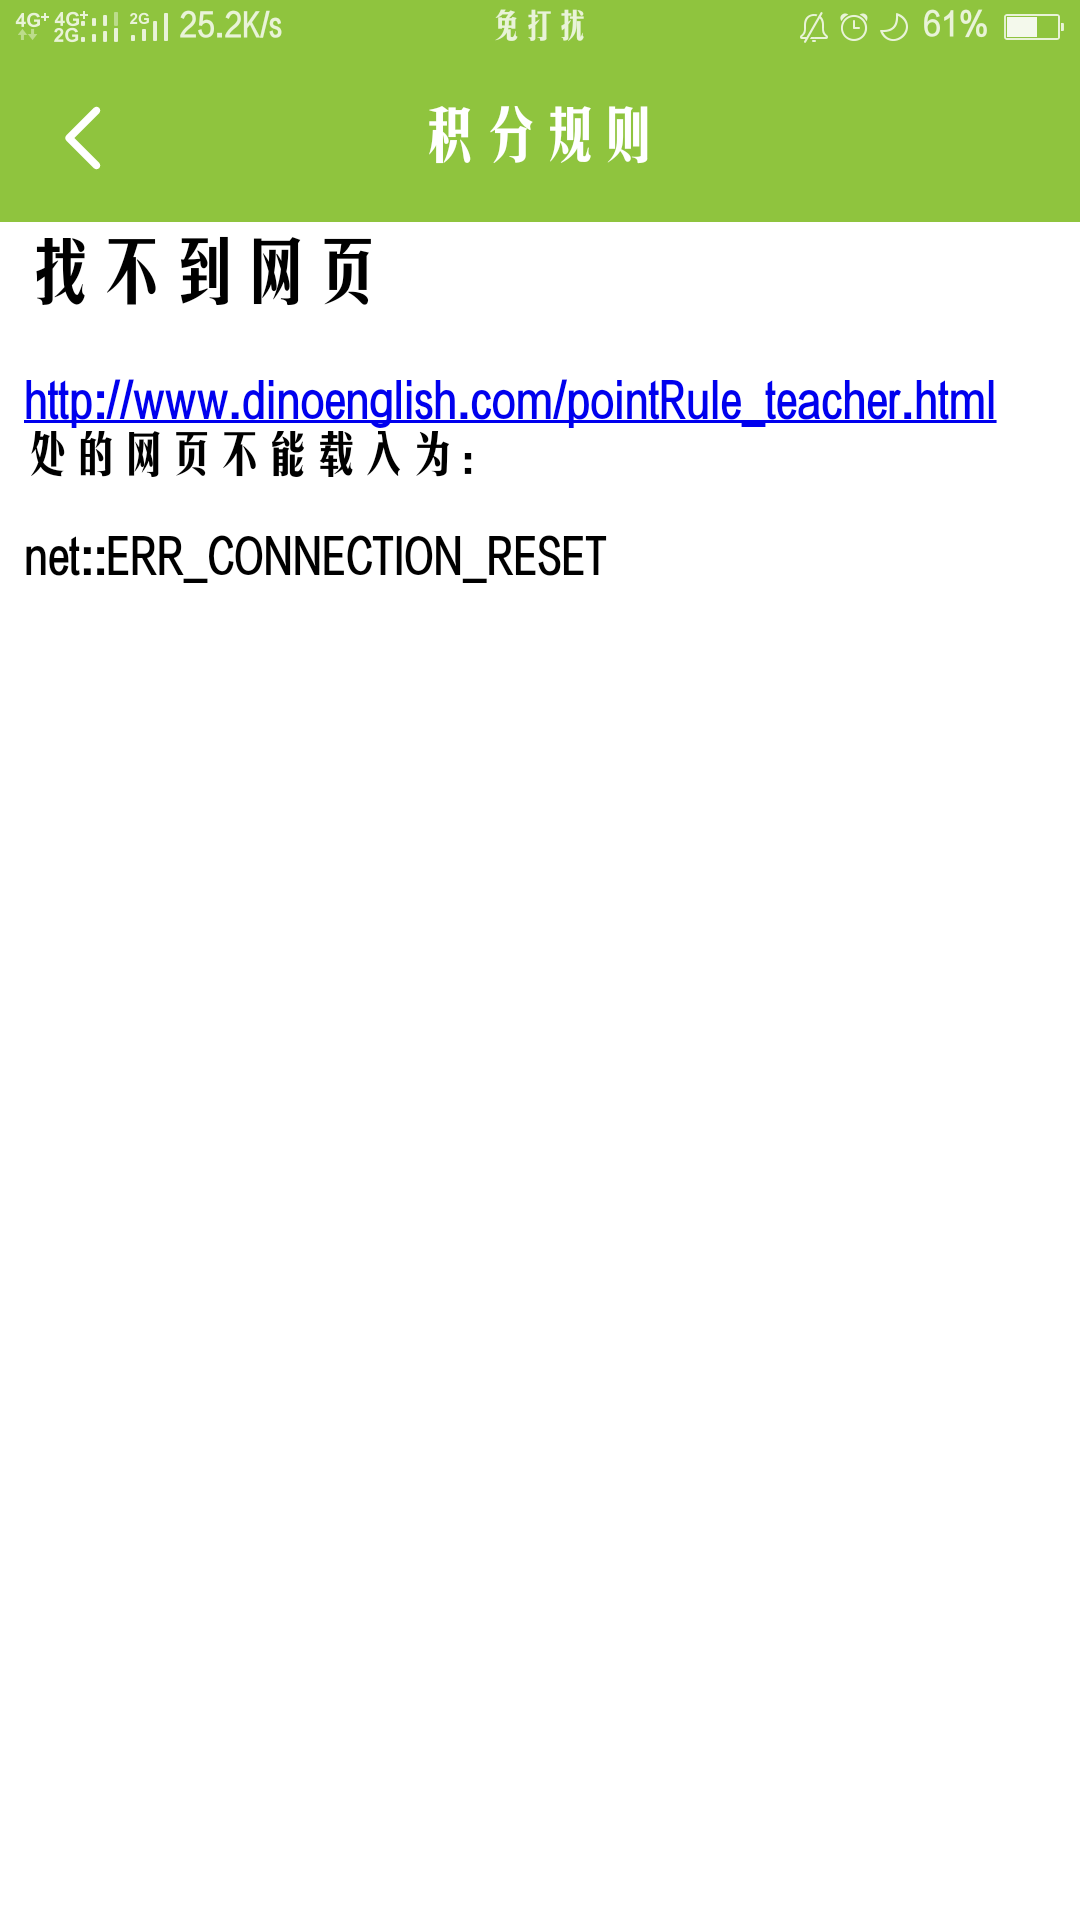 4G+ 4G+ 2G 2G 25.2K/s 免打扰 61%
积分规则
找不到网页
http://www.dinoenglish.com/pointRule_teacher.html
处的网页不能载入为:
net::ERR_CONNECTION_RESET